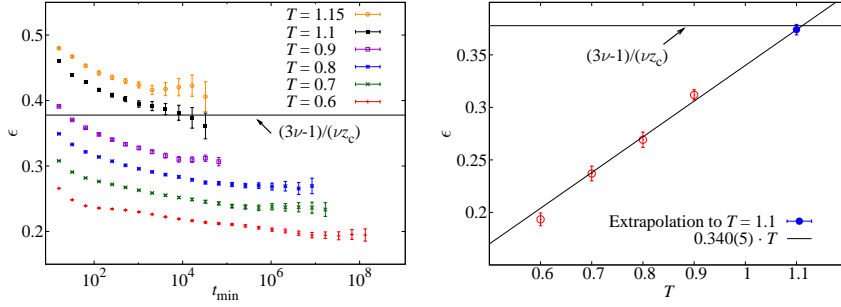 T = 1.15
T = 1.1
T = 0.9
T = 0.8
T = 0.7
T = 0.6
(3ν-1)/(νz_c)
0.5
0.4
0.3
0.2
ϵ
10^2
10^4
10^6
10^8
t_min
(3ν-1)/(νz_c)
Extrapolation to T = 1.1
0.340(5) · T
0.35
0.3
0.25
0.2
ϵ
0.6
0.7
0.8
0.9
1
1.1
T